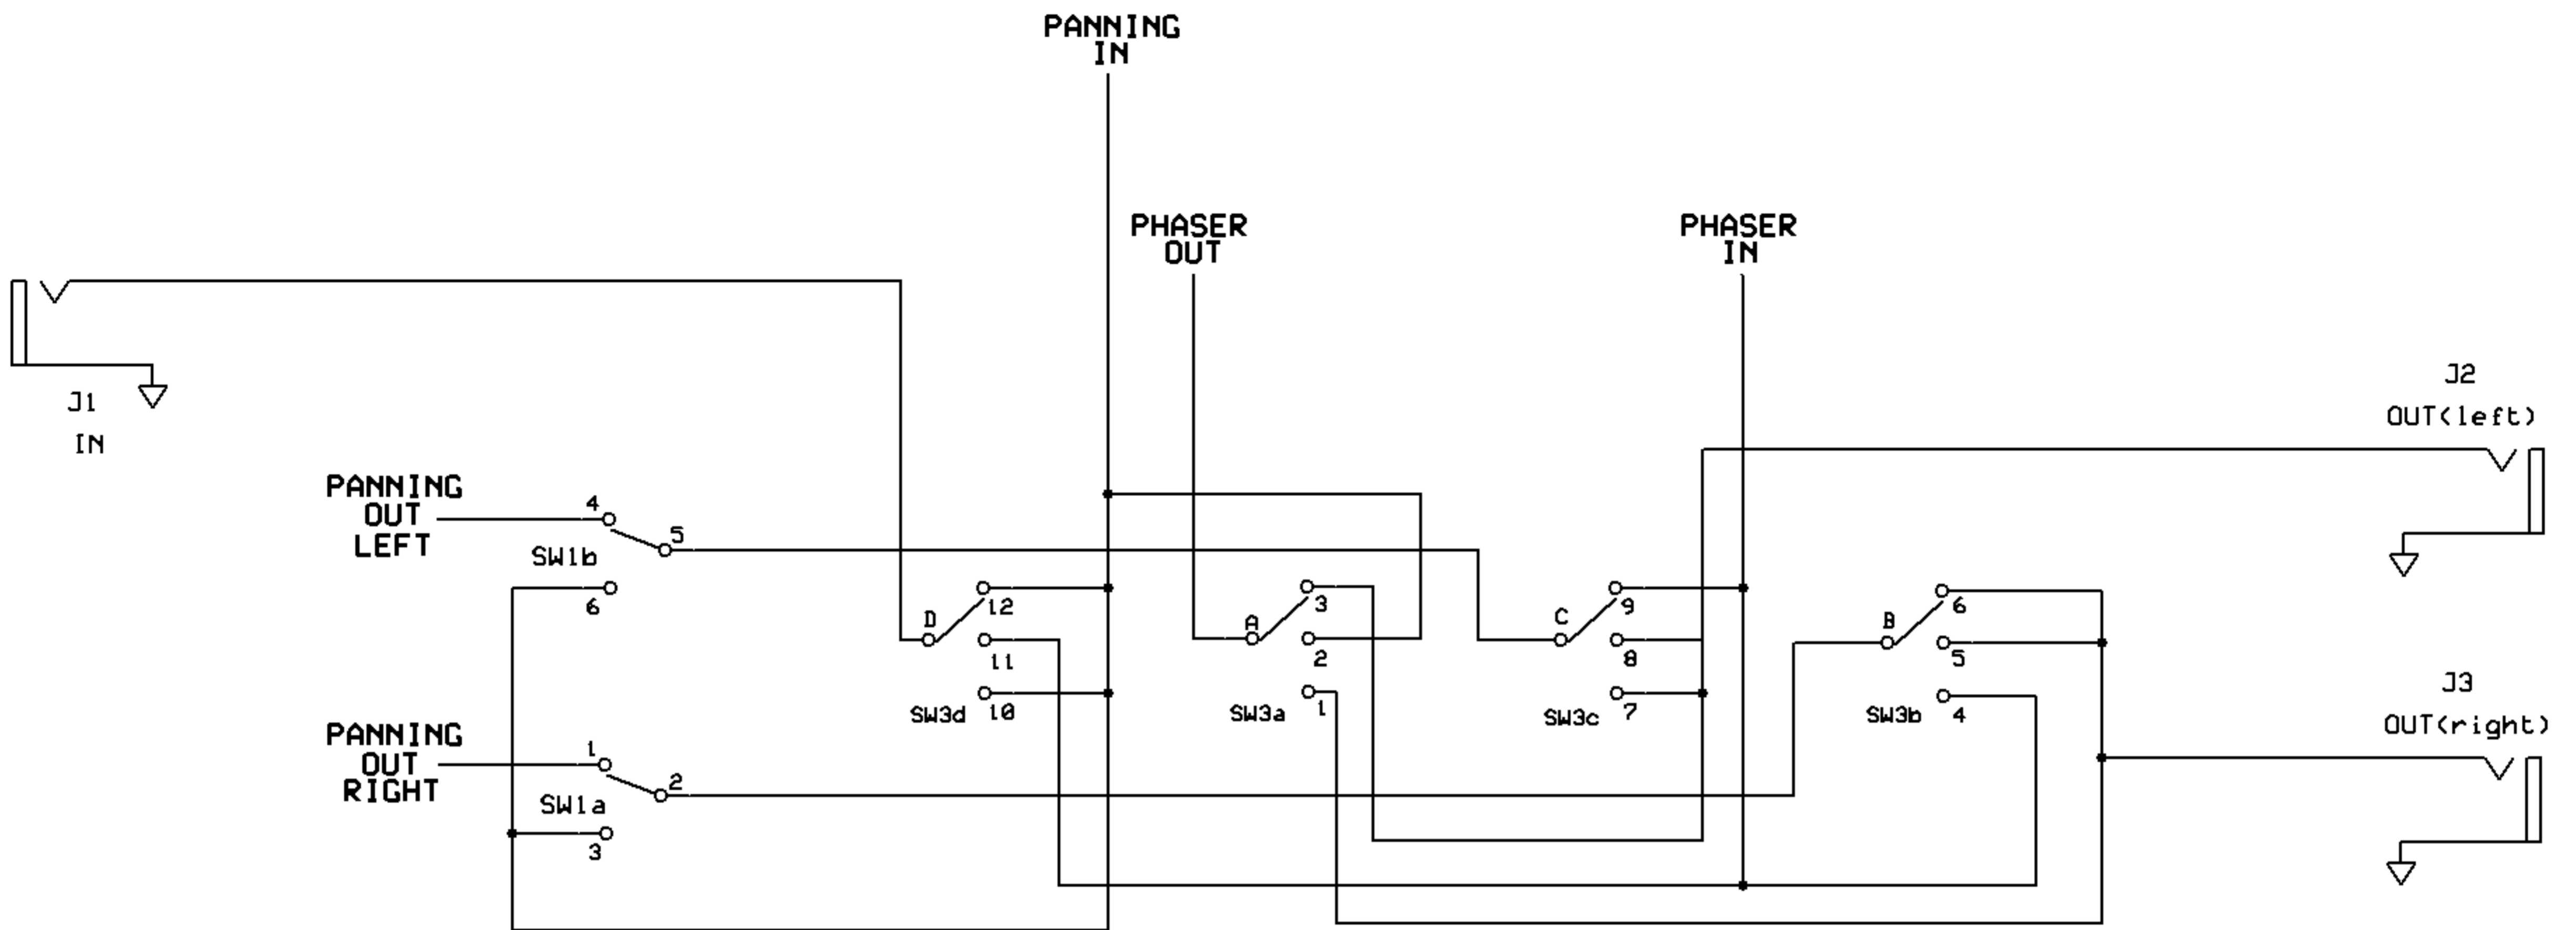 PANNING
IN
PHASER
OUT
PHASER
IN
J1
IN
J2
OUT(left)
PANNING
OUT
LEFT
4
5
SW1b
6
D
12
11
SW3d
10
A
3
2
SW3a
1
C
9
8
SW3c
7
B
6
5
SW3b
4
J3
OUT(right)
PANNING
OUT
RIGHT
1
2
SW1a
3